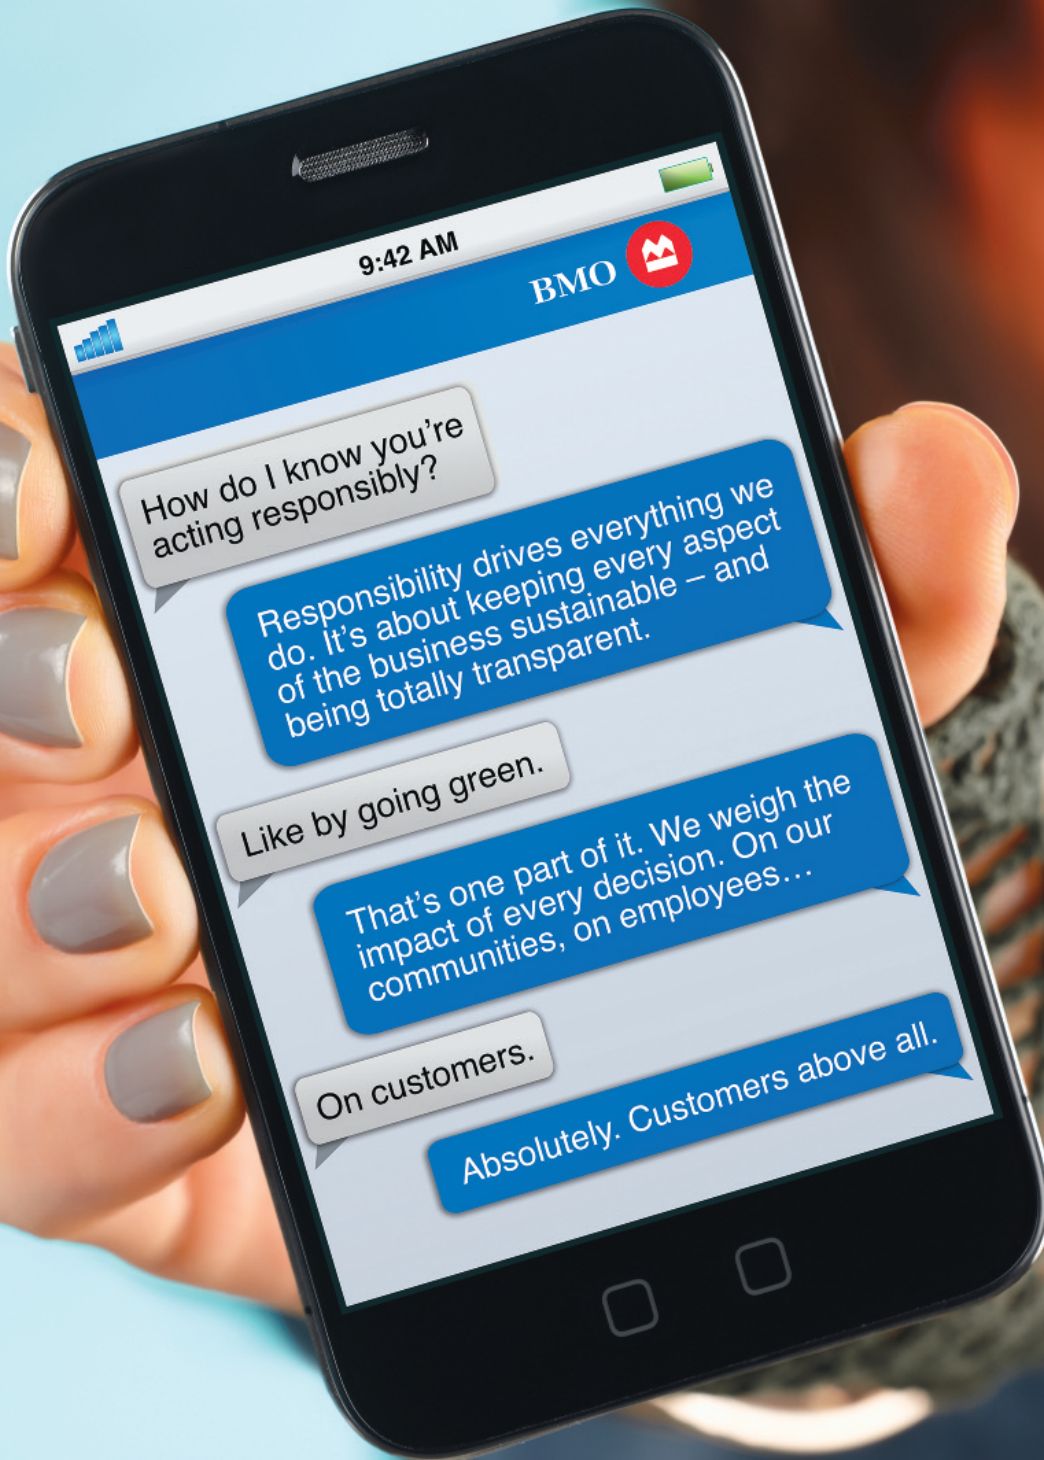 9:42 AM
BMO
How do I know you’re
acting responsibly?
Responsibility drives everything we
do. It’s about keeping every aspect
of the business sustainable – and
being totally transparent.
Like by going green.
That’s one part of it. We weigh the
impact of every decision. On our
communities, on employees…
On customers.
Absolutely. Customers above all.